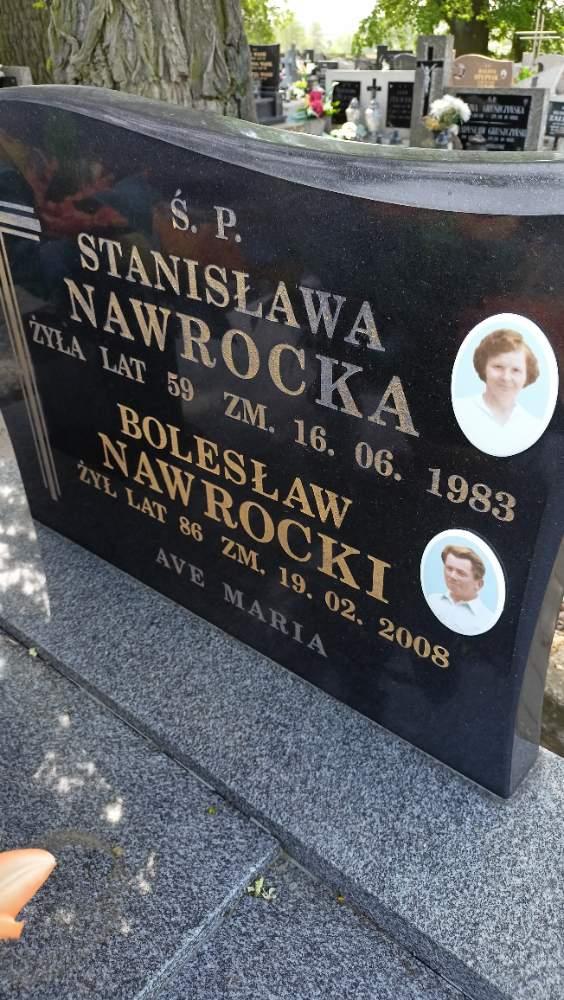 Ś. P.
STANISŁAWA
NAWROCKA
ŻYŁA LAT 59 ZM. 16. 06. 1983
BOLESŁAW
NAWROCKI
ŻYŁ LAT 86 ZM. 19. 02. 2008
AVE MARIA